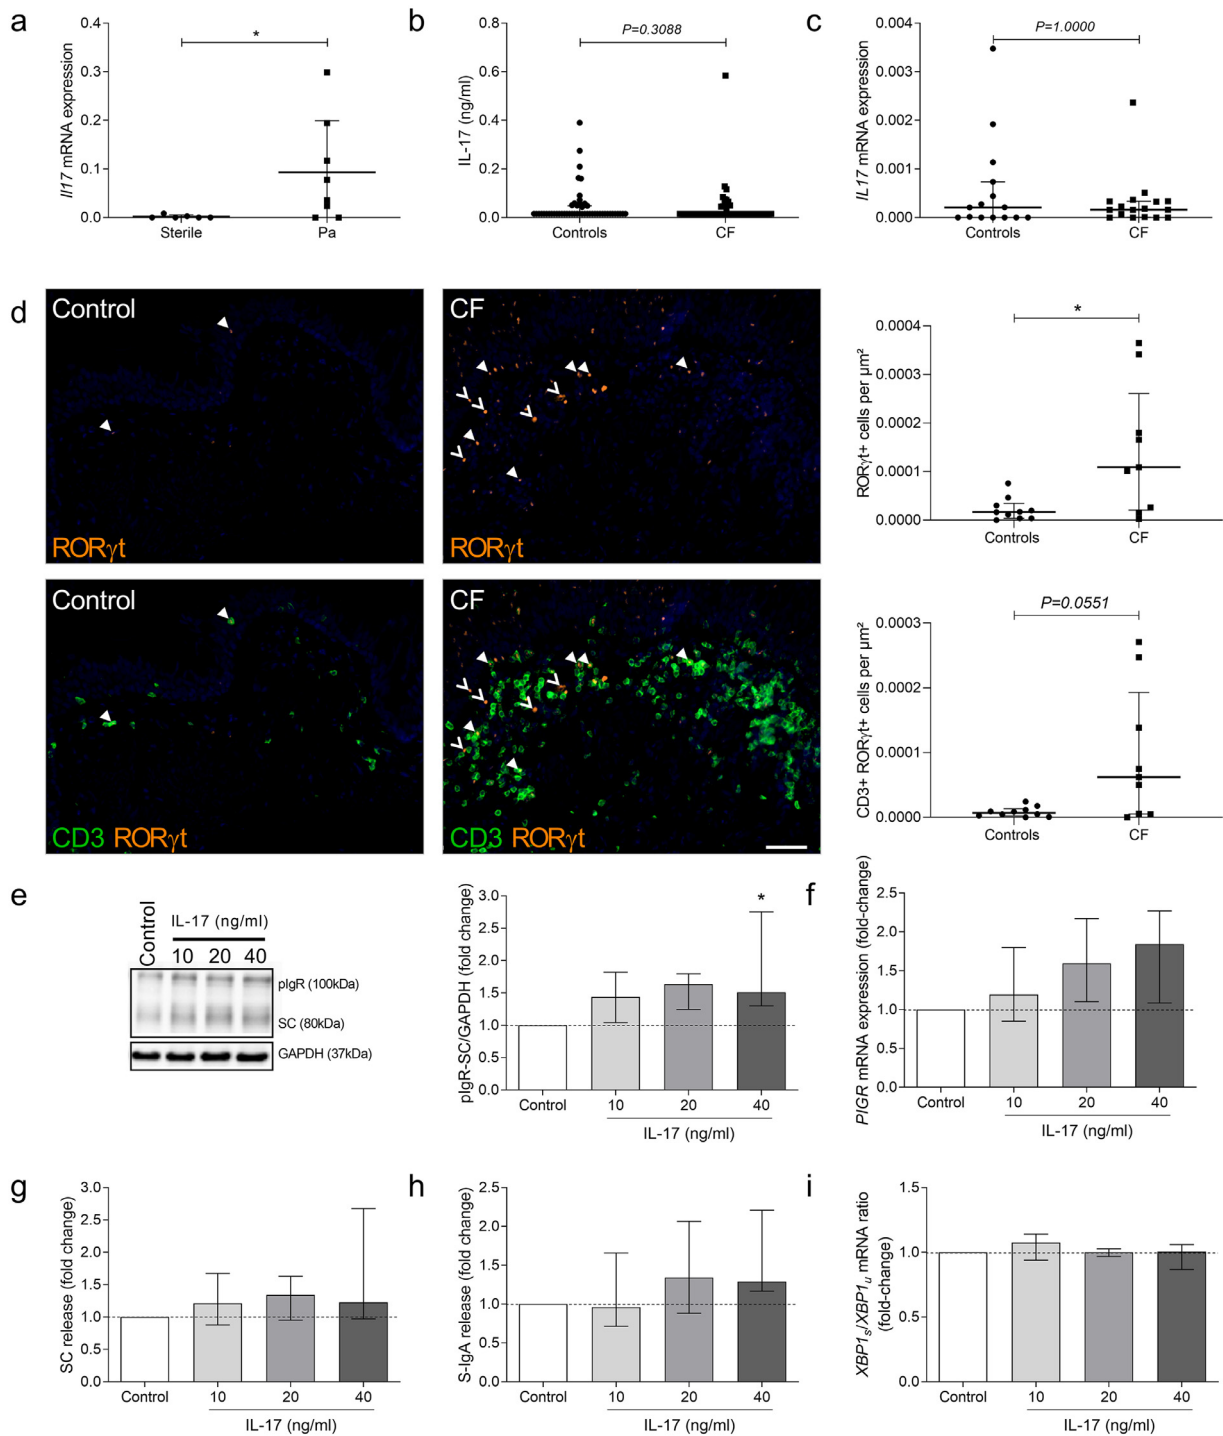 a
0.4
0.3
0.2
0.1
0.0
Il17 mRNA expression
*
Sterile
Pa
b
0.8
0.6
0.4
0.2
0.0
IL-17 (ng/ml)
P=0.3088
Controls
CF
c
0.004
0.003
0.002
0.001
0.000
IL17 mRNA expression
P=1.0000
Controls
CF
d
Control
RORγt
CF
RORγt
Control
CD3 RORγt
CF
CD3 RORγt
0.0004
0.0003
0.0002
0.0001
0.0000
RORγt+ cells per µm²
*
Controls
CF
0.0003
0.0002
0.0001
0.0000
CD3+ RORγt+ cells per µm²
P=0.0551
Controls
CF
e
Control
IL-17 (ng/ml)
10 20 40
pIgR (100kDa)
SC (80kDa)
GAPDH (37kDa)
3.0
2.5
2.0
1.5
1.0
0.5
0.0
pIgR-SC/GAPDH (fold change)
*
Control
10
20
40
IL-17 (ng/ml)
f
2.5
2.0
1.5
1.0
0.5
0.0
PIGR mRNA expression (fold-change)
Control
10
20
40
IL-17 (ng/ml)
g
3.0
2.5
2.0
1.5
1.0
0.5
0.0
SC release (fold change)
Control
10
20
40
IL-17 (ng/ml)
h
2.5
2.0
1.5
1.0
0.5
0.0
S-IgA release (fold change)
Control
10
20
40
IL-17 (ng/ml)
i
1.5
1.0
0.5
0.0
XBP1s/XBP1u mRNA ratio
(fold-change)
Control
10
20
40
IL-17 (ng/ml)